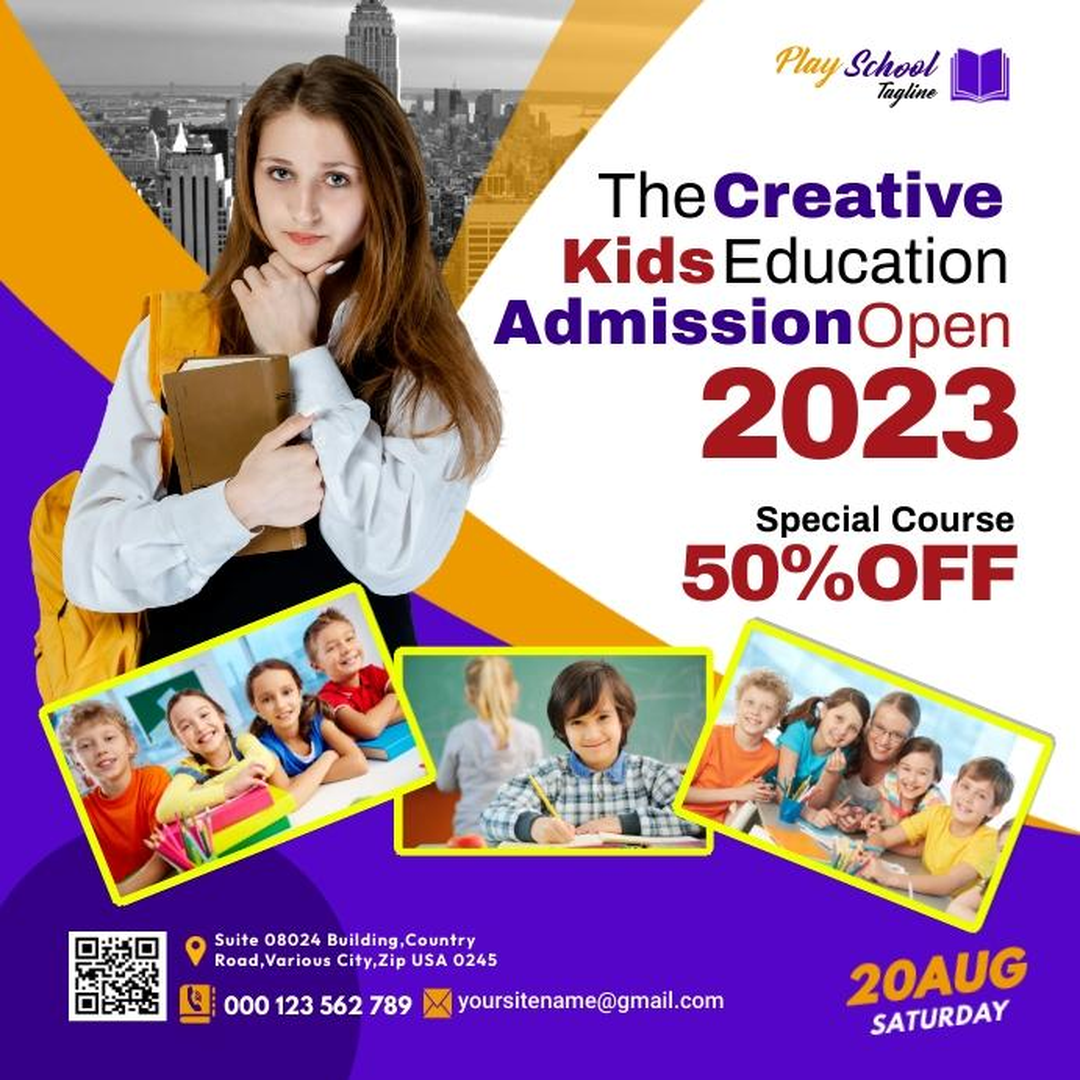 Play School
Tagline
The Creative
Kids Education
Admission Open
2023
Special Course
50%OFF
Suite 08024 Building,Country
Road,Various City,Zip USA 0245
000 123 562 789
yoursitename@gmail.com
20AUG
SATURDAY